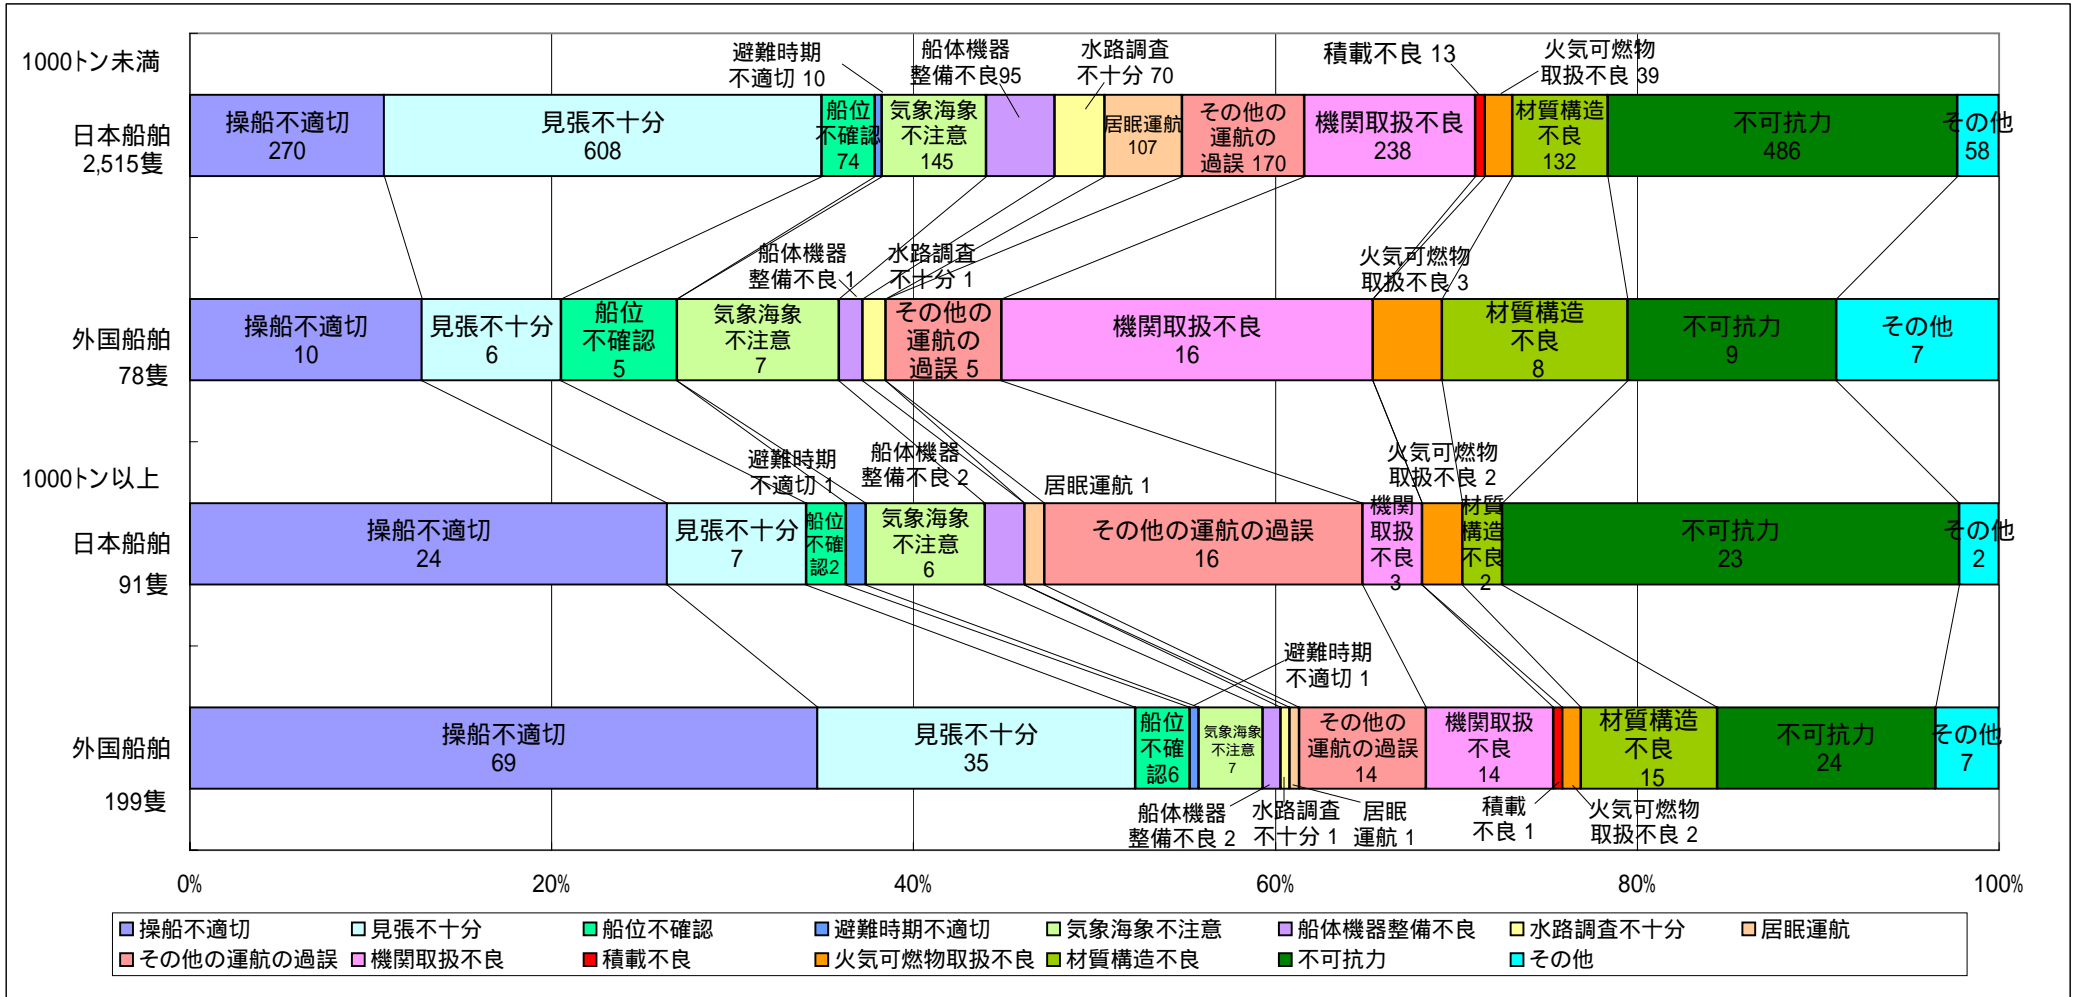 1000トン未満
避難時期
不適切 10
船体機器
整備不良95
水路調査
不十分 70
積載不良 13
火気可燃物
取扱不良 39
日本船舶
2,515隻
操船不適切
270
見張不十分
608
船位
不確認
74
気象海象
不注意
145
居眠運航
107
その他の
運航の
過誤 170
機関取扱不良
238
材質構造
不良
132
不可抗力
486
その他
58
船体機器
整備不良 1
水路調査
不十分 1
火気可燃物
取扱不良 3
外国船舶
78隻
操船不適切
10
見張不十分
6
船位
不確認
5
気象海象
不注意
7
その他の
運航の
過誤 5
機関取扱不良
16
材質構造
不良
8
不可抗力
9
その他
7
1000トン以上
避難時期
不適切 1
船体機器
整備不良 2
居眠運航 1
火気可燃物
取扱不良 2
日本船舶
91隻
操船不適切
24
見張不十分
7
船位
不確
認2
気象海象
不注意
6
その他の運航の過誤
16
機関
取扱
不良
3
材質
構造
不良
2
不可抗力
23
その他
2
避難時期
不適切 1
外国船舶
199隻
操船不適切
69
見張不十分
35
船位
不確
認6
気象海象
不注意
7
その他の
運航の過誤
14
機関取扱
不良
14
材質構造
不良
15
不可抗力
24
その他
7
船体機器
整備不良 2
水路調査
不十分 1
居眠
運航 1
積載
不良 1
火気可燃物
取扱不良 2
0% 20% 40% 60% 80% 100%
操船不適切 見張不十分 船位不確認 避難時期不適切 気象海象不注意 船体機器整備不良 水路調査不十分 居眠運航
その他の運航の過誤 機関取扱不良 積載不良 火気可燃物取扱不良 材質構造不良 不可抗力 その他